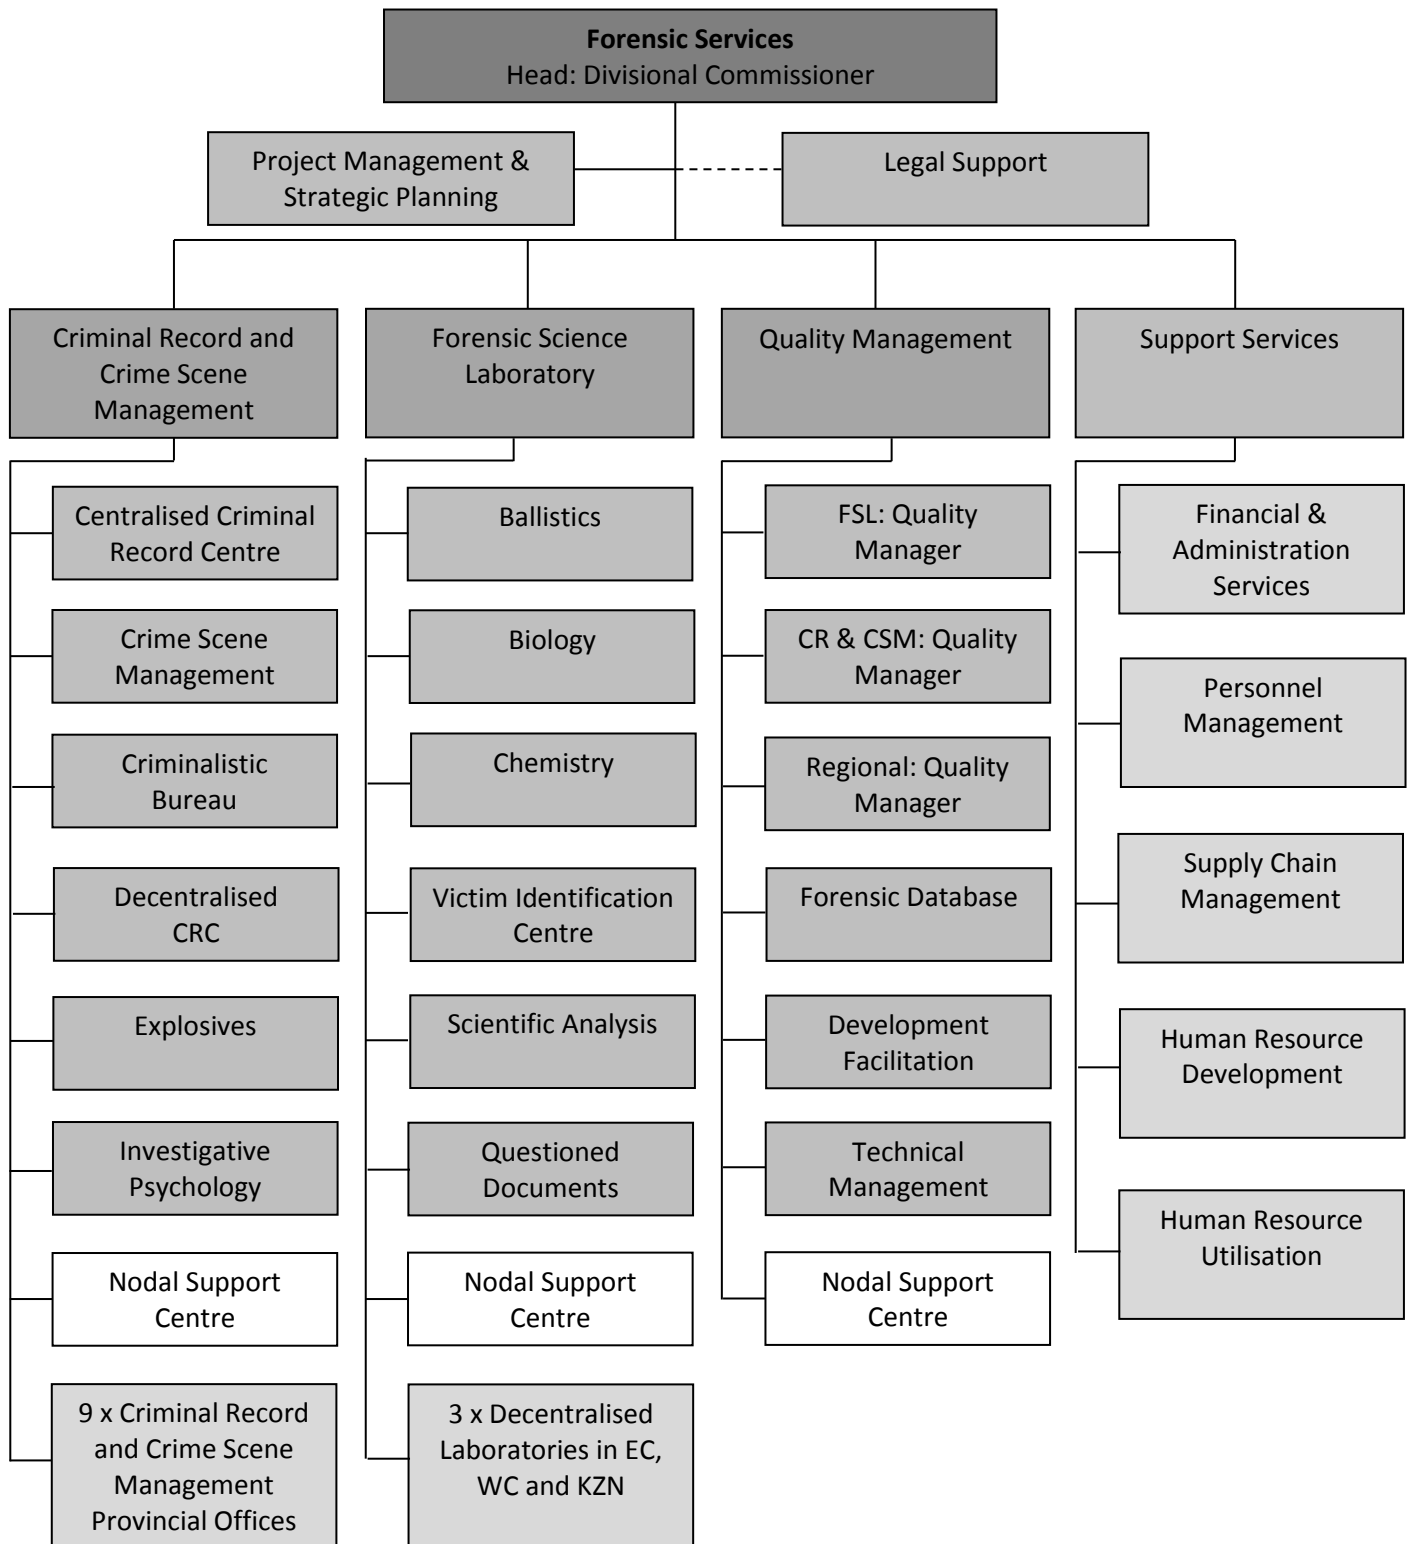 Forensic Services
Head: Divisional Commissioner
Project Management &
Strategic Planning
Legal Support
Criminal Record and
Crime Scene
Management
Forensic Science
Laboratory
Quality Management
Support Services
Centralised Criminal
Record Centre
Crime Scene
Management
Criminalistic
Bureau
Decentralised
CRC
Explosives
Investigative
Psychology
Nodal Support
Centre
9 x Criminal Record
and Crime Scene
Management
Provincial Offices
Ballistics
Biology
Chemistry
Victim Identification
Centre
Scientific Analysis
Questioned
Documents
Nodal Support
Centre
3 x Decentralised
Laboratories in EC,
WC and KZN
FSL: Quality
Manager
CR & CSM: Quality
Manager
Regional: Quality
Manager
Forensic Database
Development
Facilitation
Technical
Management
Nodal Support
Centre
Financial &
Administration
Services
Personnel
Management
Supply Chain
Management
Human Resource
Development
Human Resource
Utilisation